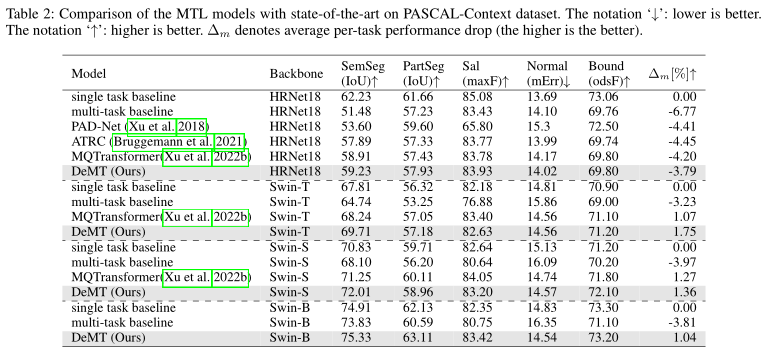 Table 2: Comparison of the MTL models with state-of-the-art on PASCAL-Context dataset. The notation ‘↓’: lower is better.
The notation ‘↑’: higher is better. Δm denotes average per-task performance drop (the higher is the better).
Model Backbone SemSeg (IoU)↑ PartSeg (IoU)↑ Sal (maxF)↑ Normal (mErr)↓ Bound (odsF)↑ Δm[%]↑
single task baseline HRNet18 62.23 61.66 85.08 13.69 73.06 0.00
multi-task baseline HRNet18 51.48 57.23 83.43 14.10 69.76 -6.77
PAD-Net (Xu et al. 2018) HRNet18 53.60 59.60 65.80 15.3 72.50 -4.41
ATRC (Bruggemann et al. 2021) HRNet18 57.89 57.33 83.77 13.99 69.74 -4.45
MQTransformer(Xu et al. 2022b) HRNet18 58.91 57.43 83.78 14.17 69.80 -4.20
DeMT (Ours) HRNet18 59.23 57.93 83.93 14.02 69.80 -3.79
single task baseline Swin-T 67.81 56.32 82.18 14.81 70.90 0.00
multi-task baseline Swin-T 64.74 53.25 76.88 15.86 69.00 -3.23
MQTransformer(Xu et al. 2022b) Swin-T 68.24 57.05 83.40 14.56 71.10 1.07
DeMT (Ours) Swin-T 69.71 57.18 82.63 14.56 71.20 1.75
single task baseline Swin-S 70.83 59.71 82.64 15.13 71.20 0.00
multi-task baseline Swin-S 68.10 56.20 80.64 16.09 70.20 -3.97
MQTransformer(Xu et al. 2022b) Swin-S 71.25 60.11 84.05 14.74 71.80 1.27
DeMT (Ours) Swin-S 72.01 58.96 83.20 14.57 72.10 1.36
single task baseline Swin-B 74.91 62.13 82.35 14.83 73.30 0.00
multi-task baseline Swin-B 73.83 60.59 80.75 16.35 71.10 -3.81
DeMT (Ours) Swin-B 75.33 63.11 83.42 14.54 73.20 1.04